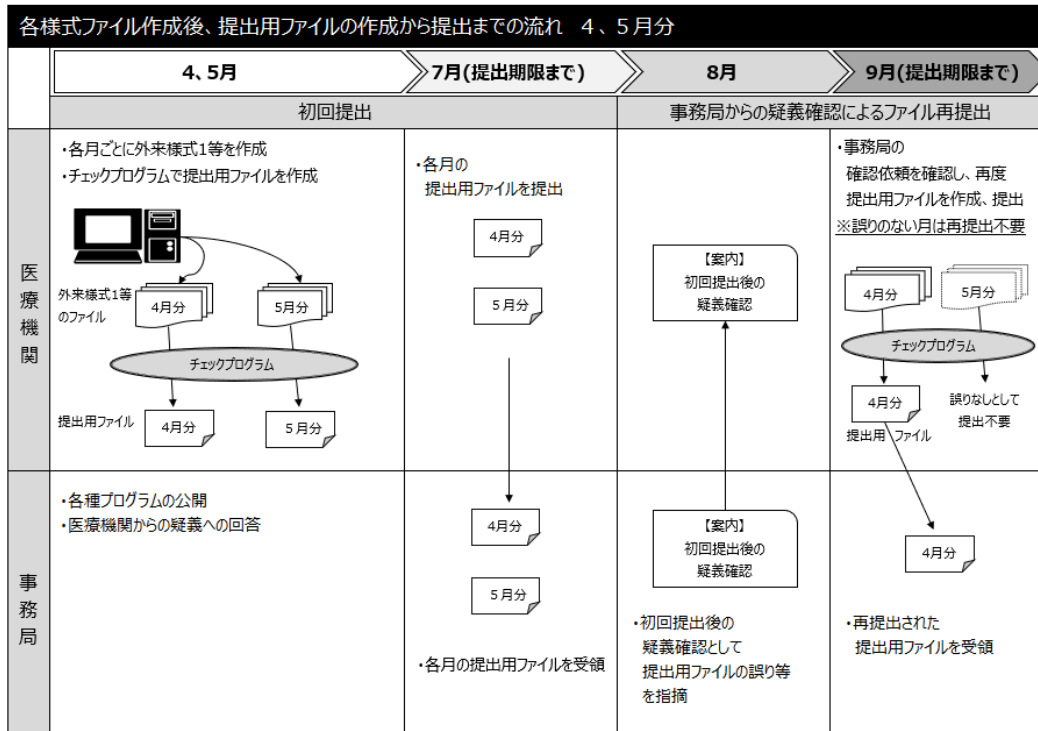 各様式ファイル作成後、提出用ファイルの作成から提出までの流れ 4、5月分
4、5月
7月(提出期限まで)
8月
9月(提出期限まで)
初回提出
事務局からの疑義確認によるファイル再提出
医療機関
・各月ごとに外来様式1等を作成
・チェックプログラムで提出用ファイルを作成
外来様式1等
のファイル
4月分
5月分
チェックプログラム
提出用ファイル
4月分
5月分
・各月の
提出用ファイルを提出
4月分
5月分
【案内】
初回提出後の
疑義確認
・事務局の
確認依頼を確認し、再度
提出用ファイルを作成、提出
※誤りのない月は再提出不要
4月分
5月分
チェックプログラム
4月分
提出用 ファイル
誤りなしとして
提出不要
事務局
・各種プログラムの公開
・医療機関からの疑義への回答
4月分
5月分
・各月の提出用ファイルを受領
【案内】
初回提出後の
疑義確認
・初回提出後の
疑義確認として
提出用ファイルの誤り等
を指摘
4月分
・再提出された
提出用ファイルを受領